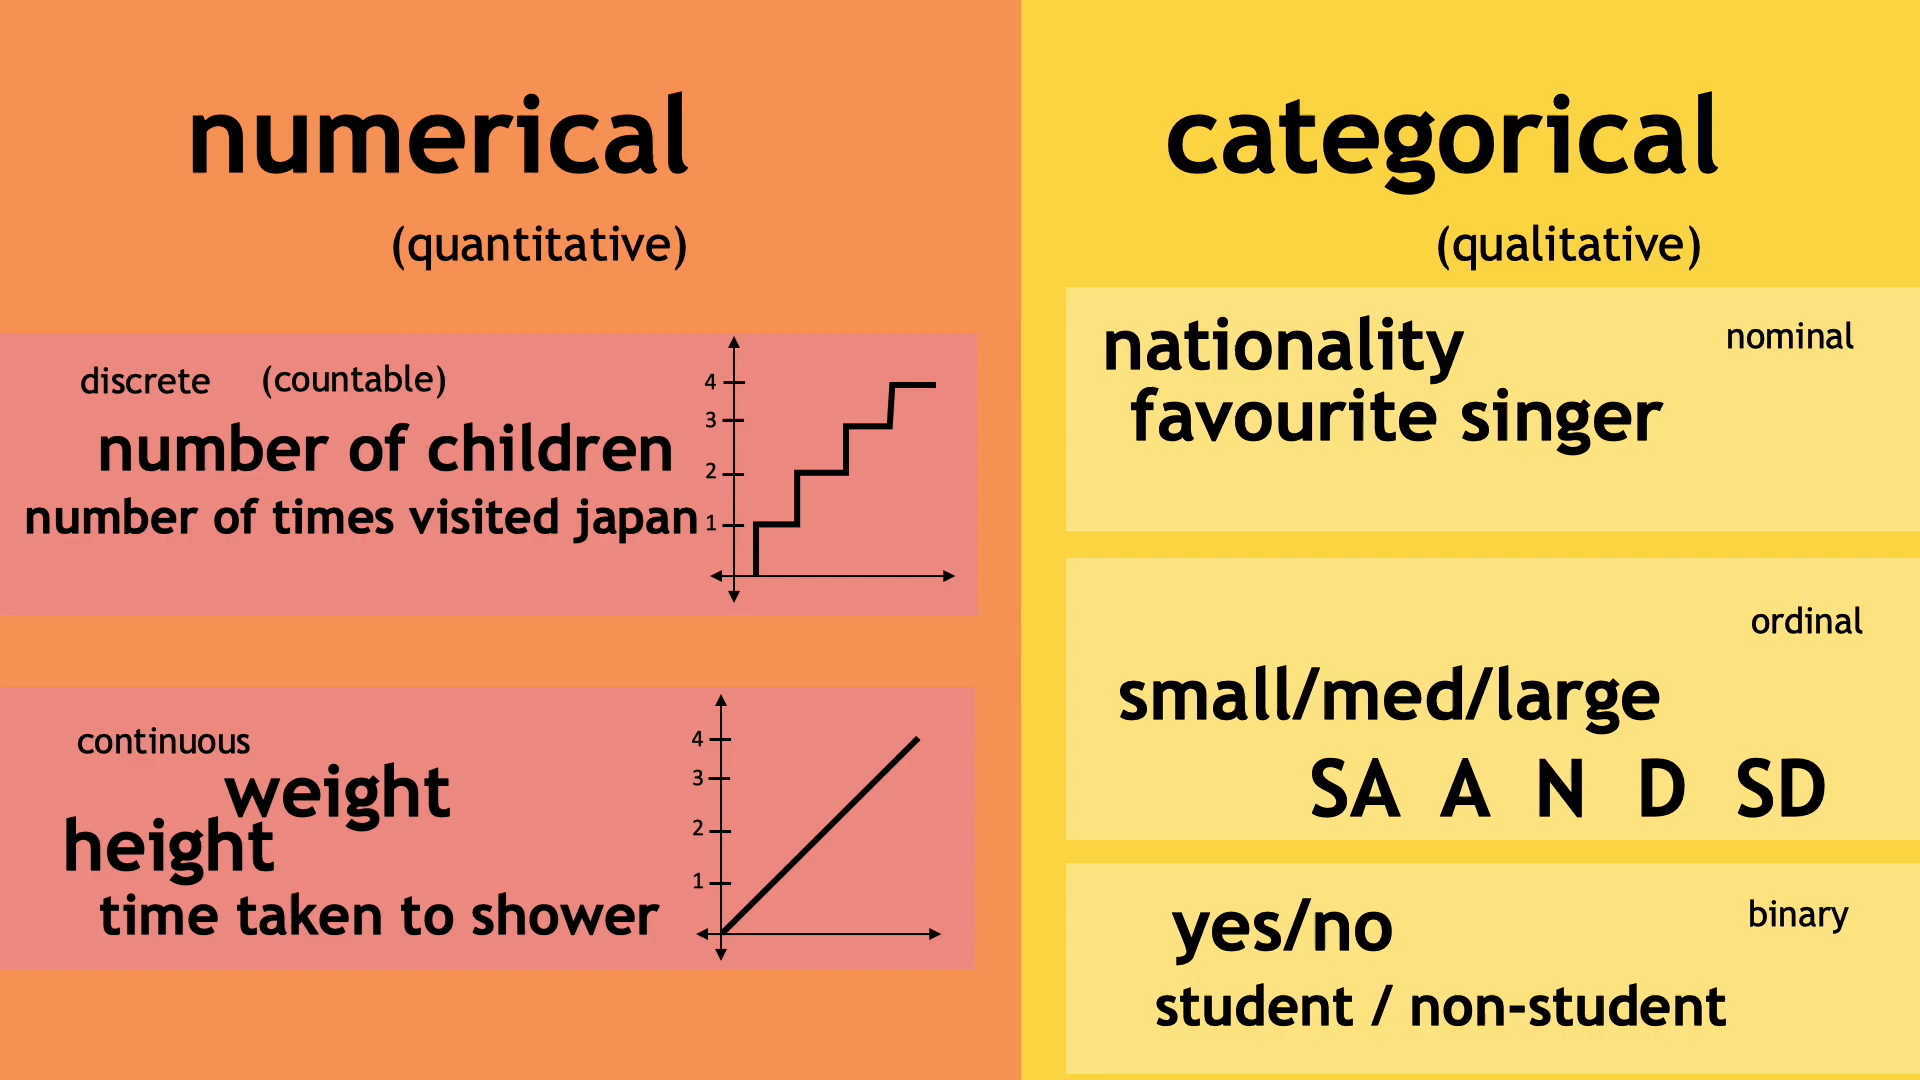 numerical
(quantitative)
discrete (countable)
number of children
number of times visited japan
4
3
2
1
continuous
weight
height
time taken to shower
4
3
2
1
categorical
(qualitative)
nominal
nationality
favourite singer
ordinal
small/med/large
SA A N D SD
binary
yes/no
student / non-student